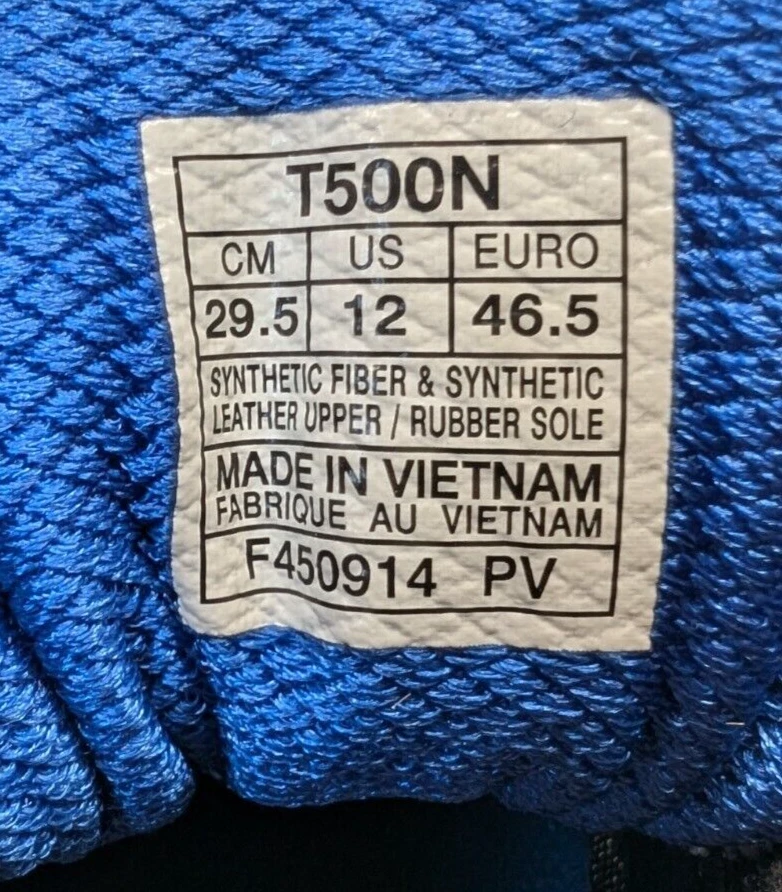 T500N
CM US EURO
29.5 12 46.5
SYNTHETIC FIBER & SYNTHETIC
LEATHER UPPER / RUBBER SOLE
MADE IN VIETNAM
FABRIQUE AU VIETNAM
F450914 PV